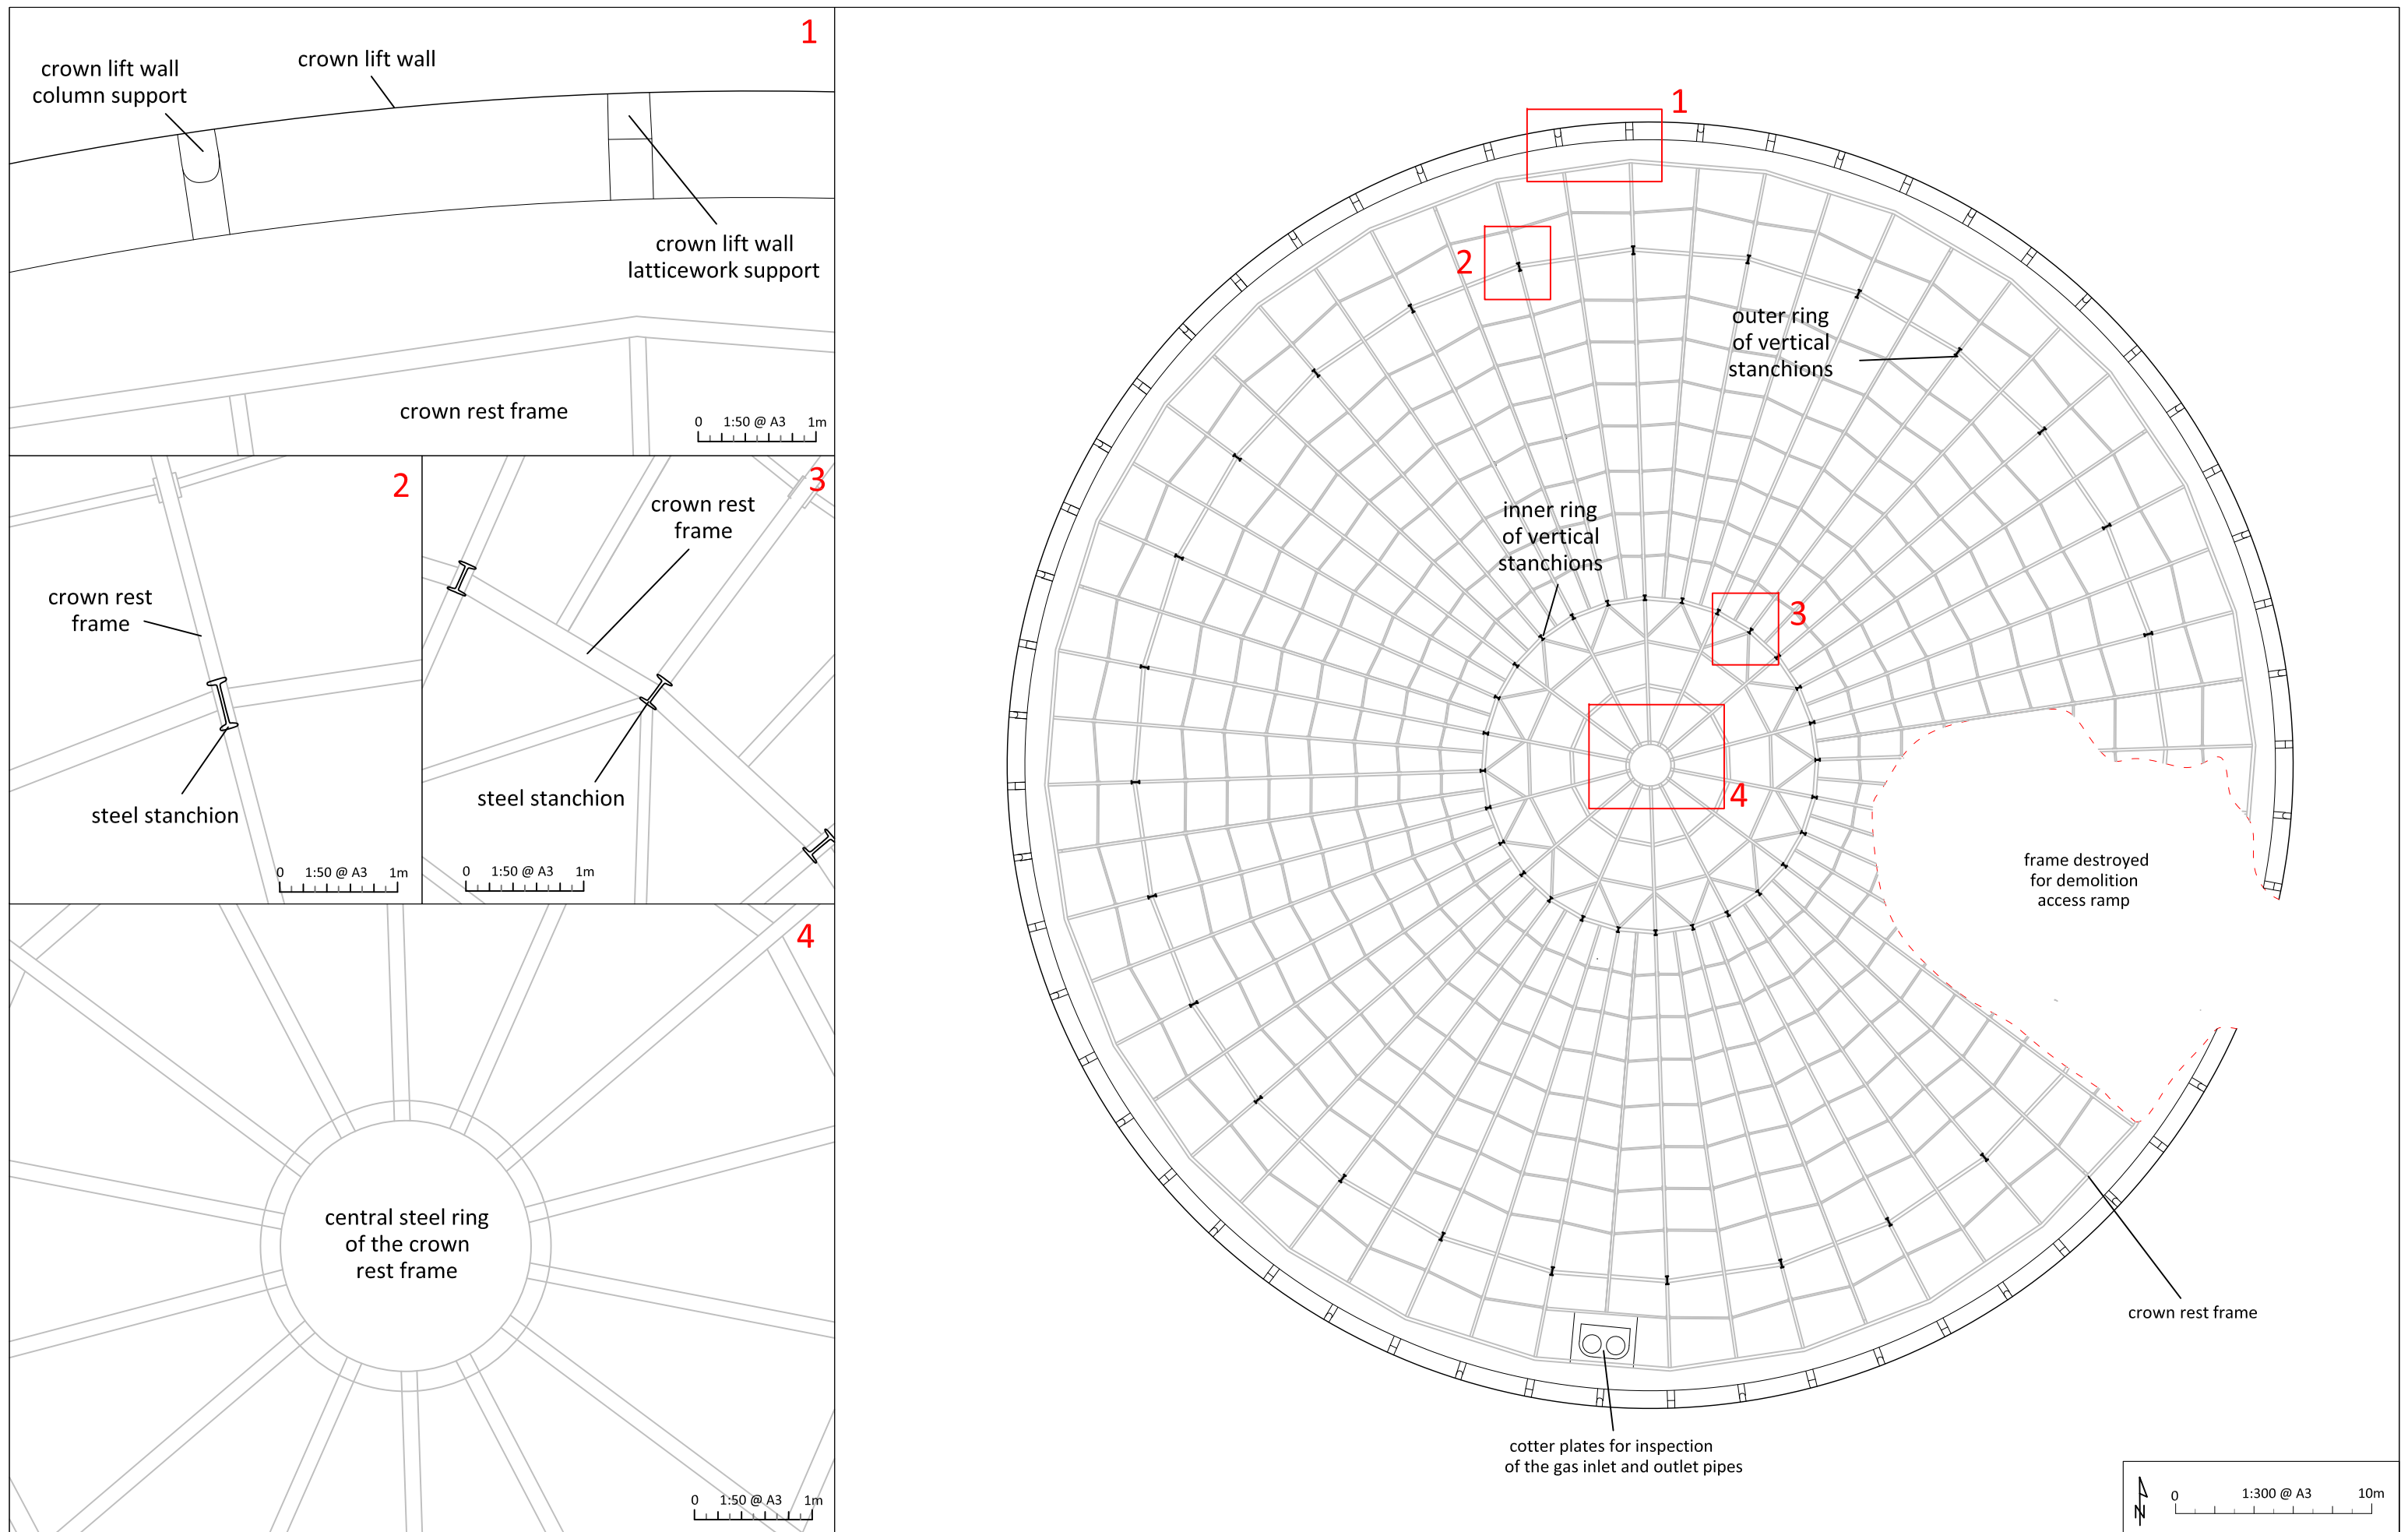 1
crown lift wall
column support
crown lift wall
crown lift wall
latticework support
crown rest frame
0 1:50 @ A3 1m
2
crown rest
frame
steel stanchion
0 1:50 @ A3 1m
3
crown rest
frame
steel stanchion
0 1:50 @ A3 1m
4
central steel ring
of the crown
rest frame
0 1:50 @ A3 1m
1
2
outer ring
of vertical
stanchions
inner ring
of vertical
stanchions
3
4
frame destroyed
for demolition
access ramp
crown rest frame
cotter plates for inspection
of the gas inlet and outlet pipes
N
0 1:300 @ A3 10m